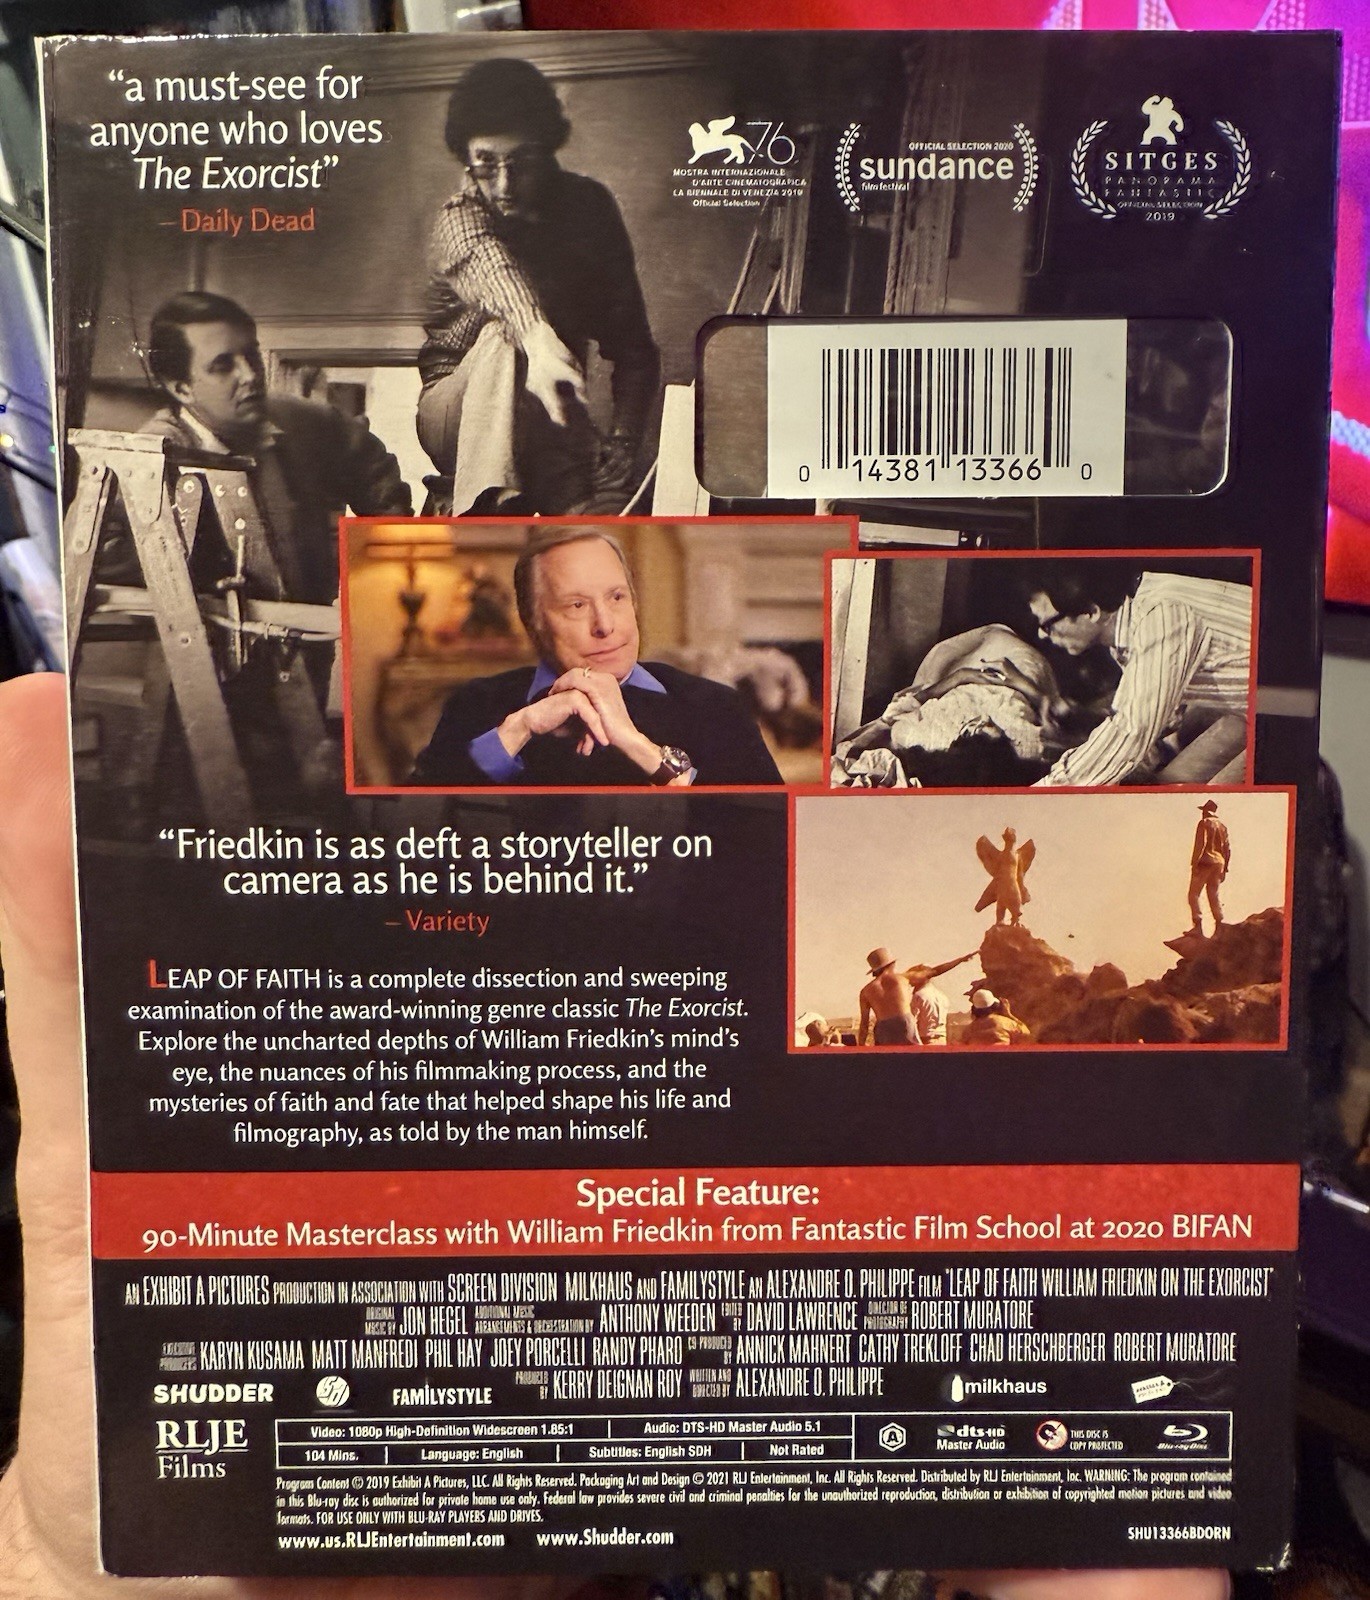 “a must-see for
anyone who loves
The Exorcist”
– Daily Dead
76
MOSTRA INTERNAZIONALE
D'ARTE CINEMATOGRAFICA
LA BIENNALE DI VENEZIA 2019
Official Selection
OFFICIAL SELECTION 2020
sundance
film festival
SITGES
PANORAMA
FANTASTIC
OFFICIAL SELECTION
2019
0 14381 13366 0
“Friedkin is as deft a storyteller on
camera as he is behind it.”
– Variety
LEAP OF FAITH is a complete dissection and sweeping
examination of the award-winning genre classic The Exorcist.
Explore the uncharted depths of William Friedkin's mind's
eye, the nuances of his filmmaking process, and the
mysteries of faith and fate that helped shape his life and
filmography, as told by the man himself.
Special Feature:
90-Minute Masterclass with William Friedkin from Fantastic Film School at 2020 BIFAN
AN EXHIBIT A PICTURES PRODUCTION IN ASSOCIATION WITH SCREEN DIVISION MILKHAUS AND FAMILYSTYLE AN ALEXANDRE O. PHILIPPE FILM "LEAP OF FAITH WILLIAM FRIEDKIN ON THE EXORCIST"
ORIGINAL MUSIC BY JON HEGEL ADDITIONAL MUSIC ARRANGEMENTS & ORCHESTRATION BY ANTHONY WEEDEN EDITED BY DAVID LAWRENCE DIRECTOR OF PHOTOGRAPHY ROBERT MURATORE
EXECUTIVE PRODUCERS KARYN KUSAMA MATT MANFREDI PHIL HAY JOEY PORCELLI RANDY PHARO CO-PRODUCED BY ANNICK MAHNERT CATHY TREKLOFF CHAD HERSCHBERGER ROBERT MURATORE
PRODUCED BY KERRY DEIGNAN ROY WRITTEN AND DIRECTED BY ALEXANDRE O. PHILIPPE
SHUDDER FAMILYSTYLE milkhaus
RLJE
Films
Video: 1080p High-Definition Widescreen 1.85:1 Audio: DTS-HD Master Audio 5.1
104 Mins. Language: English Subtitles: English SDH Not Rated
A
dts-HD
Master Audio
THIS DISC IS
COPY PROTECTED
Blu-ray Disc
Program Content © 2019 Exhibit A Pictures, LLC. All Rights Reserved. Packaging Art and Design © 2021 RLJ Entertainment, Inc. All Rights Reserved. Distributed by RLJ Entertainment, Inc. WARNING: The program contained
in this Blu-ray disc is authorized for private home use only. Federal law provides severe civil and criminal penalties for the unauthorized reproduction, distribution or exhibition of copyrighted motion pictures and video
formats. FOR USE ONLY WITH BLU-RAY PLAYERS AND DRIVES.
www.us.RLJEntertainment.com www.Shudder.com
SHU13366BDORN